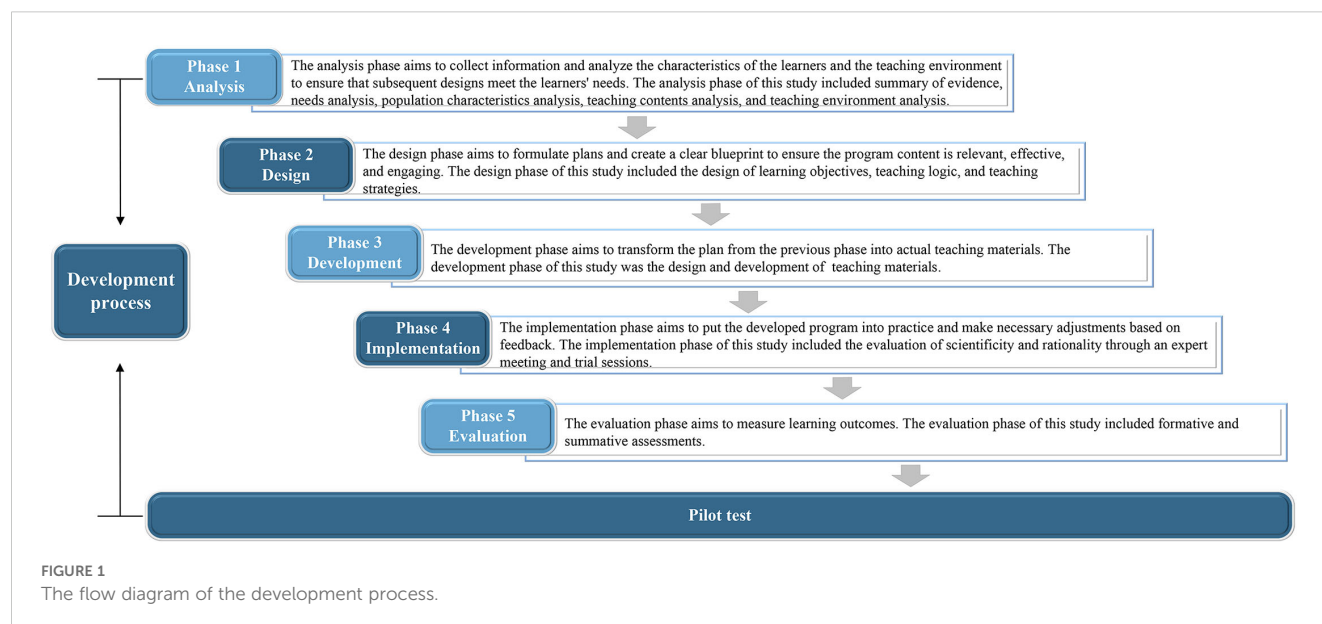 Phase 1
Analysis
The analysis phase aims to collect information and analyze the characteristics of the learners and the teaching environment
to ensure that subsequent designs meet the learners' needs. The analysis phase of this study included summary of evidence,
needs analysis, population characteristics analysis, teaching contents analysis, and teaching environment analysis.
Phase 2
Design
The design phase aims to formulate plans and create a clear blueprint to ensure the program content is relevant, effective,
and engaging. The design phase of this study included the design of learning objectives, teaching logic, and teaching
strategies.
Phase 3
Development
The development phase aims to transform the plan from the previous phase into actual teaching materials. The
development phase of this study was the design and development of teaching materials.
Development
process
Phase 4
Implementation
The implementation phase aims to put the developed program into practice and make necessary adjustments based on
feedback. The implementation phase of this study included the evaluation of scientificity and rationality through an expert
meeting and trial sessions.
Phase 5
Evaluation
The evaluation phase aims to measure learning outcomes. The evaluation phase of this study included formative and
summative assessments.
Pilot test
FIGURE 1
The flow diagram of the development process.